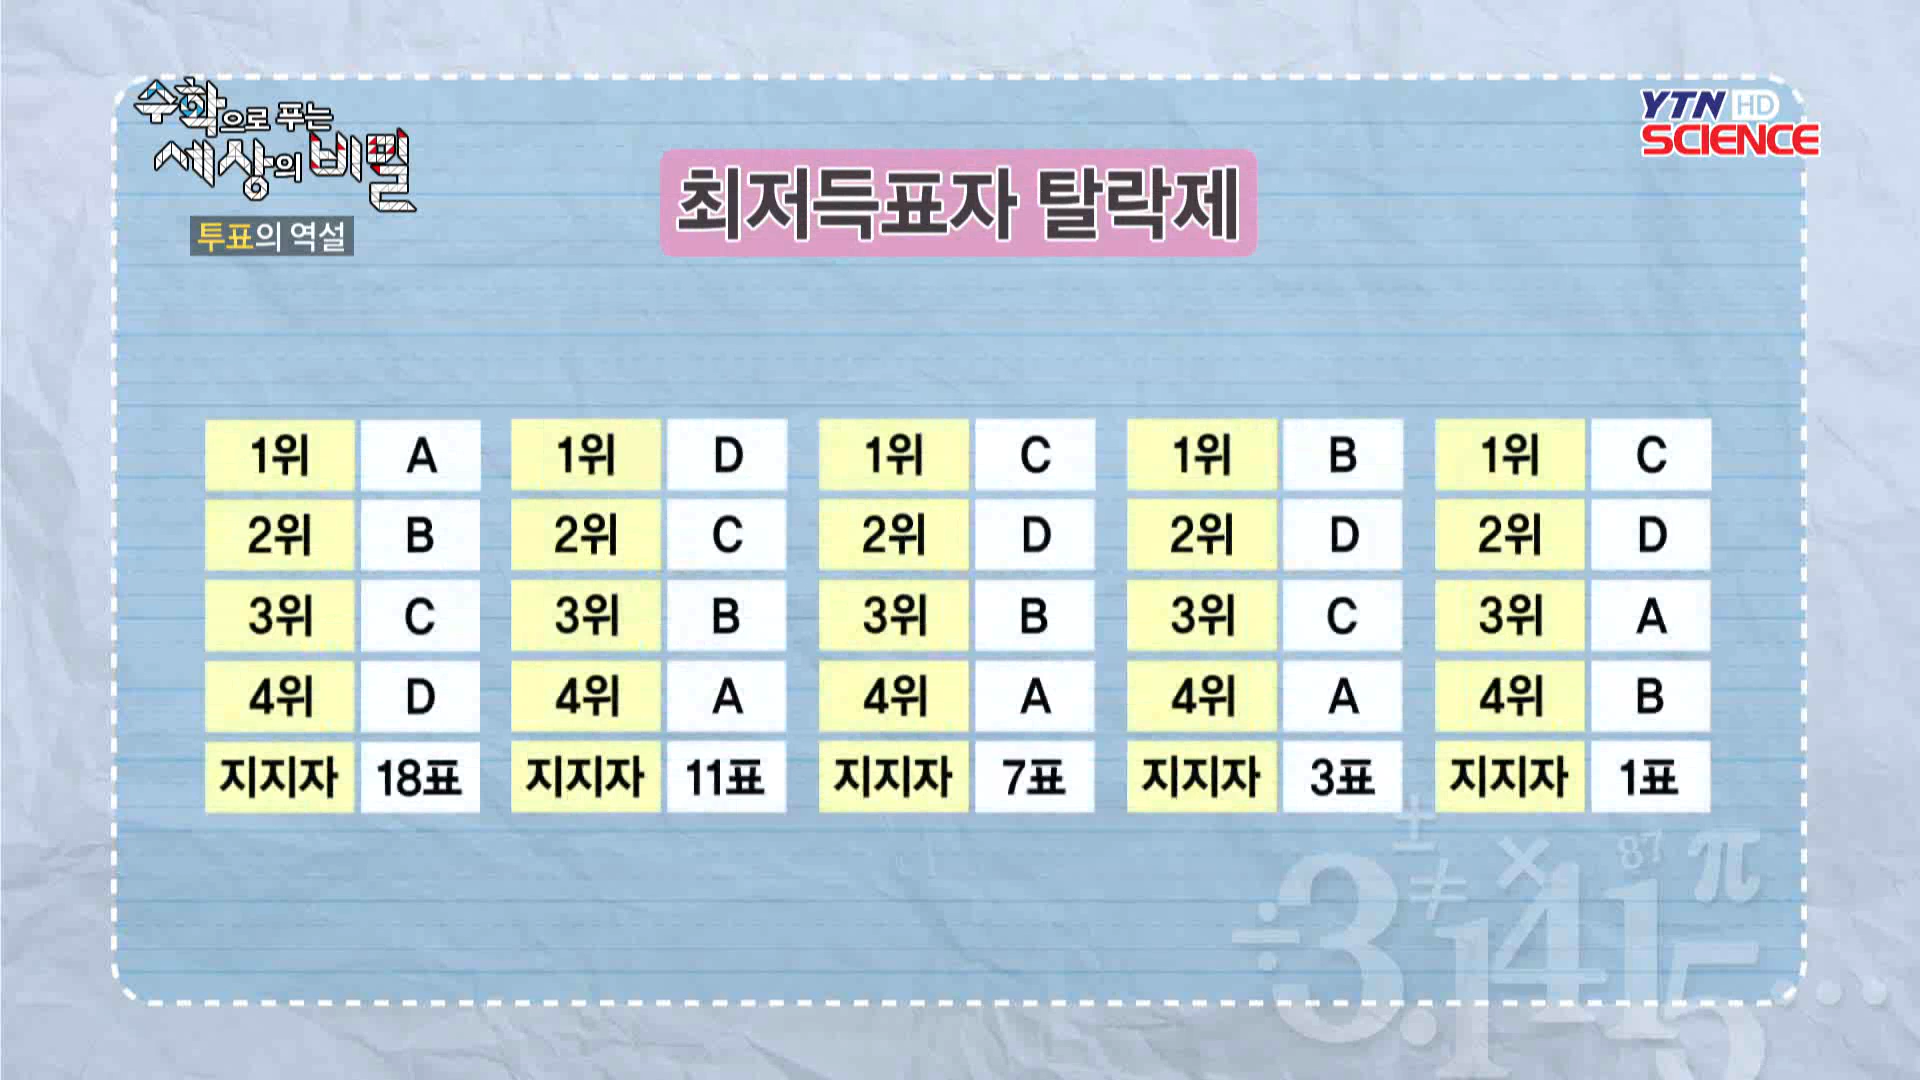 수학으로 푸는
세상의 비밀
투표의 역설
YTN HD
SCIENCE
최저득표자 탈락제
1위 A 1위 D 1위 C 1위 B 1위 C
2위 B 2위 C 2위 D 2위 D 2위 D
3위 C 3위 B 3위 B 3위 C 3위 A
4위 D 4위 A 4위 A 4위 A 4위 B
지지자 18표 지지자 11표 지지자 7표 지지자 3표 지지자 1표
± ≠ × 87 π
÷ 3.1415...